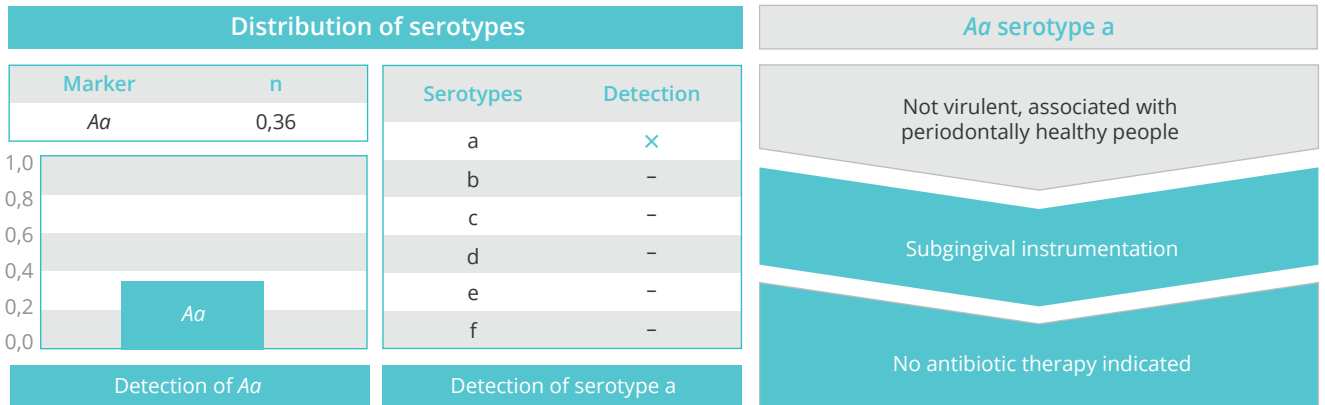 Distribution of serotypes
Marker n
Aa 0,36
1,0
0,8
0,6
0,4
0,2
0,0
Aa
Detection of Aa
Serotypes Detection
a ×
b –
c –
d –
e –
f –
Detection of serotype a
Aa serotype a
Not virulent, associated with
periodontally healthy people
Subgingival instrumentation
No antibiotic therapy indicated